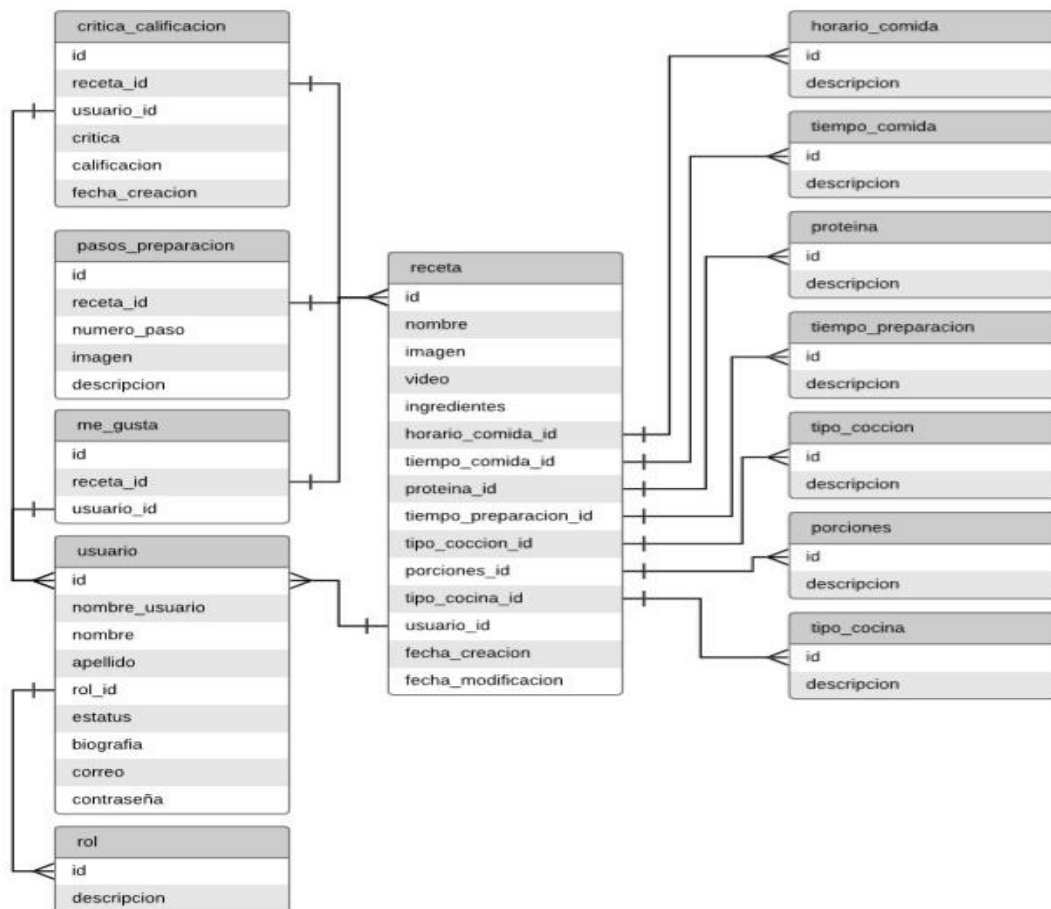 critica_calificacion
id
receta_id
usuario_id
critica
calificacion
fecha_creacion
pasos_preparacion
id
receta_id
numero_paso
imagen
descripcion
me_gusta
id
receta_id
usuario_id
usuario
id
nombre_usuario
nombre
apellido
rol_id
estatus
biografia
correo
contraseña
rol
id
descripcion
receta
id
nombre
imagen
video
ingredientes
horario_comida_id
tiempo_comida_id
proteina_id
tiempo_preparacion_id
tipo_coccion_id
porciones_id
tipo_cocina_id
usuario_id
fecha_creacion
fecha_modificacion
horario_comida
id
descripcion
tiempo_comida
id
descripcion
proteina
id
descripcion
tiempo_preparacion
id
descripcion
tipo_coccion
id
descripcion
porciones
id
descripcion
tipo_cocina
id
descripcion